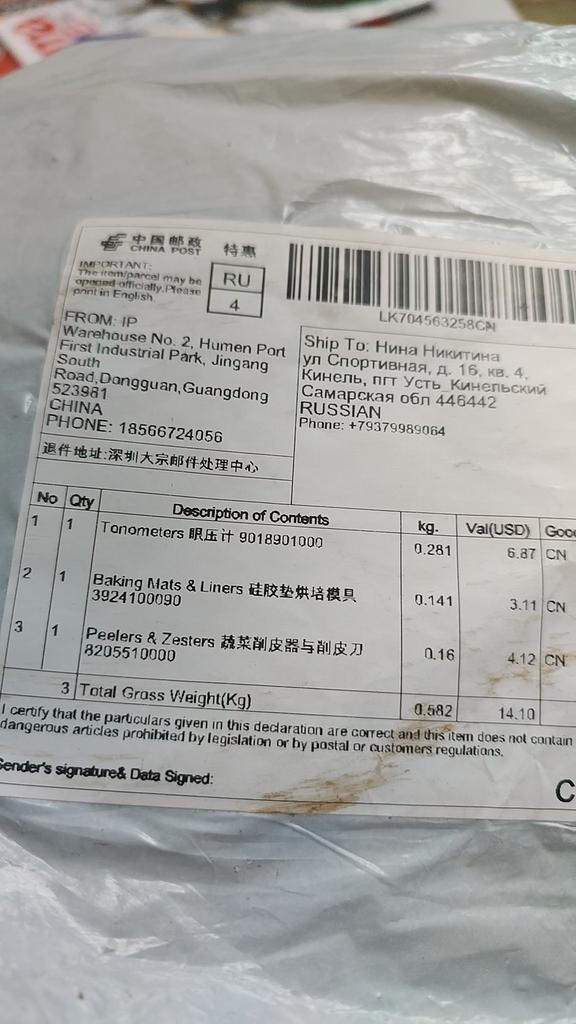 中国邮政
CHINA POST
特惠
IMPORTANT:
The item/parcel may be
opened officially.Please
print in English.
RU
4
LK704563258CN
FROM: IP
Warehouse No. 2, Humen Port
First Industrial Park, Jingang
South
Road,Dongguan,Guangdong
523981
CHINA
PHONE: 18566724056
退件地址:深圳大宗邮件处理中心
Ship To: Нина Никитина
ул Спортивная, д. 16, кв. 4,
Кинель, пгт Усть_Кинельский
Самарская обл 446442
RUSSIAN
Phone: +79379989064
No Qty Description of Contents kg. Val(USD) Goo
1 1 Tonometers 眼压计 9018901000 0.281 6.87 CN
2 1 Baking Mats & Liners 硅胶垫烘培模具 0.141 3.11 CN
3924100090
3 1 Peelers & Zesters 蔬菜削皮器与削皮刀 0.16 4.12 CN
8205510000
3 Total Gross Weight(Kg) 0.582 14.10
I certify that the particulars given in this declaration are correct and this item does not contain
dangerous articles prohibited by legislation or by postal or customers regulations.
Sender's signature& Data Signed:
C